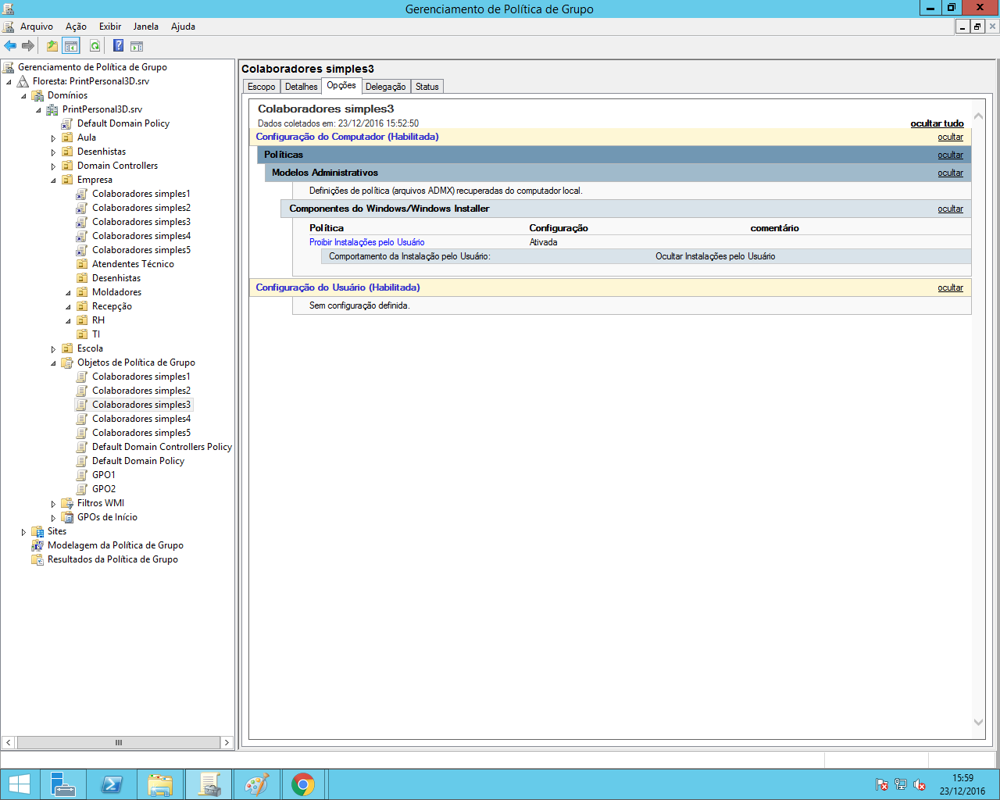 Gerenciamento de Política de Grupo
Arquivo Ação Exibir Janela Ajuda
Gerenciamento de Política de Grupo
Floresta: PrintPersonal3D.srv
Domínios
PrintPersonal3D.srv
Default Domain Policy
Aula
Desenhistas
Domain Controllers
Empresa
Colaboradores simples1
Colaboradores simples2
Colaboradores simples3
Colaboradores simples4
Colaboradores simples5
Atendentes Técnico
Desenhistas
Moldadores
Recepção
RH
TI
Escola
Objetos de Política de Grupo
Colaboradores simples1
Colaboradores simples2
Colaboradores simples3
Colaboradores simples4
Colaboradores simples5
Default Domain Controllers Policy
Default Domain Policy
GPO1
GPO2
Filtros WMI
GPOs de Início
Sites
Modelagem da Política de Grupo
Resultados da Política de Grupo
Colaboradores simples3
Escopo Detalhes Opções Delegação Status
Colaboradores simples3
Dados coletados em: 23/12/2016 15:52:50 ocultar tudo
Configuração do Computador (Habilitada) ocultar
Políticas ocultar
Modelos Administrativos ocultar
Definições de política (arquivos ADMX) recuperadas do computador local.
Componentes do Windows/Windows Installer ocultar
Política Configuração comentário
Proibir Instalações pelo Usuário Ativada
Comportamento da Instalação pelo Usuário: Ocultar Instalações pelo Usuário
Configuração do Usuário (Habilitada) ocultar
Sem configuração definida.
15:59
23/12/2016